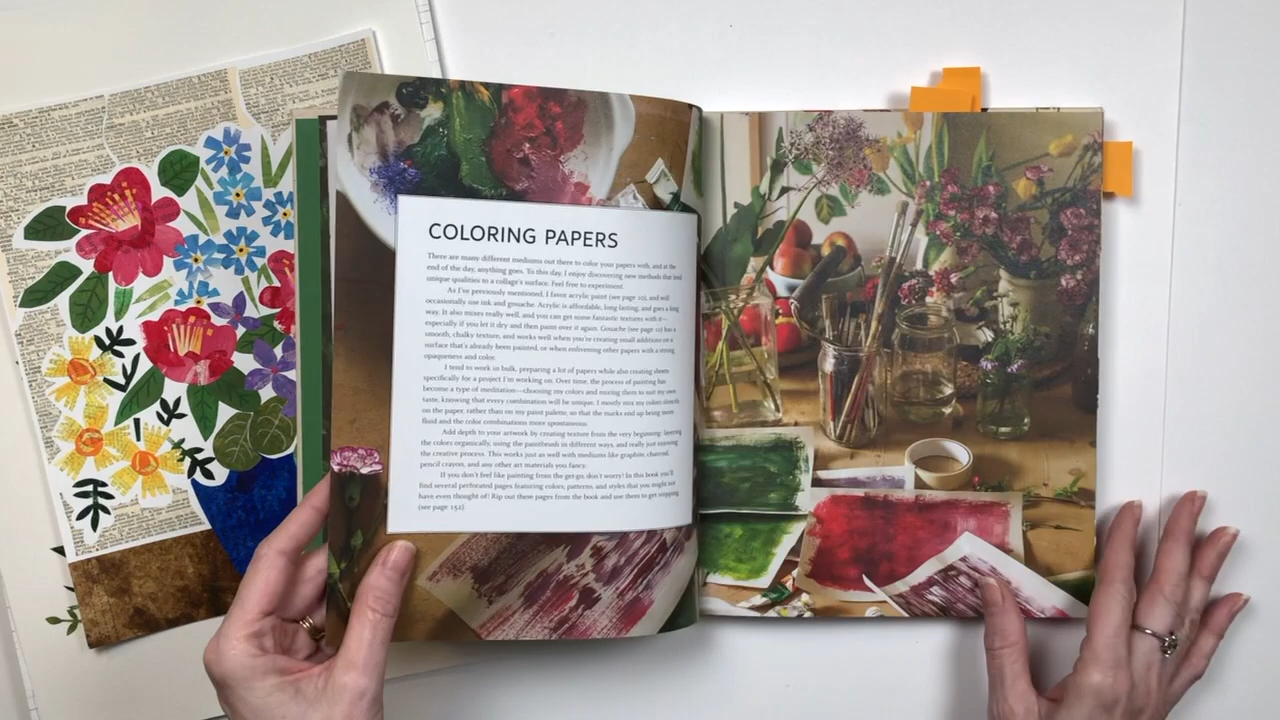 COLORING PAPERS
There are many different mediums out there to color your papers with, and at the
end of the day, anything goes. To this day, I enjoy discovering new methods that lend
unique qualities to a collage's surface. Feel free to experiment.
As I've previously mentioned, I favor acrylic paint (see page 10), and will
occasionally use ink and gouache. Acrylic is affordable, long-lasting, and goes a long
way. It also mixes really well, and you can get some fantastic textures with it—
especially if you let it dry and then paint over it again. Gouache (see page 12) has a
smooth, chalky texture, and works well when you're creating small additions on a
surface that's already been painted, or when enlivening other papers with a strong
opaqueness and color.
I tend to work in bulk, preparing a lot of papers while also creating sheets
specifically for a project I'm working on. Over time, the process of painting has
become a type of meditation—choosing my colors and mixing them to suit my own
taste, knowing that every combination will be unique. I mostly mix my colors directly
on the paper, rather than on my paint palette, so that the marks end up being more
fluid and the color combinations more spontaneous.
Add depth to your artwork by creating texture from the very beginning: layering
the colors organically, using the paintbrush in different ways, and really just enjoying
the creative process. This works just as well with mediums like graphite, charcoal,
pencil crayons, and any other art materials you fancy.
If you don't feel like painting from the get-go, don't worry! In this book you'll
find several perforated pages featuring colors, patterns, and styles that you might not
have even thought of! Rip out these pages from the book and use them to get snipping
(see page 152).